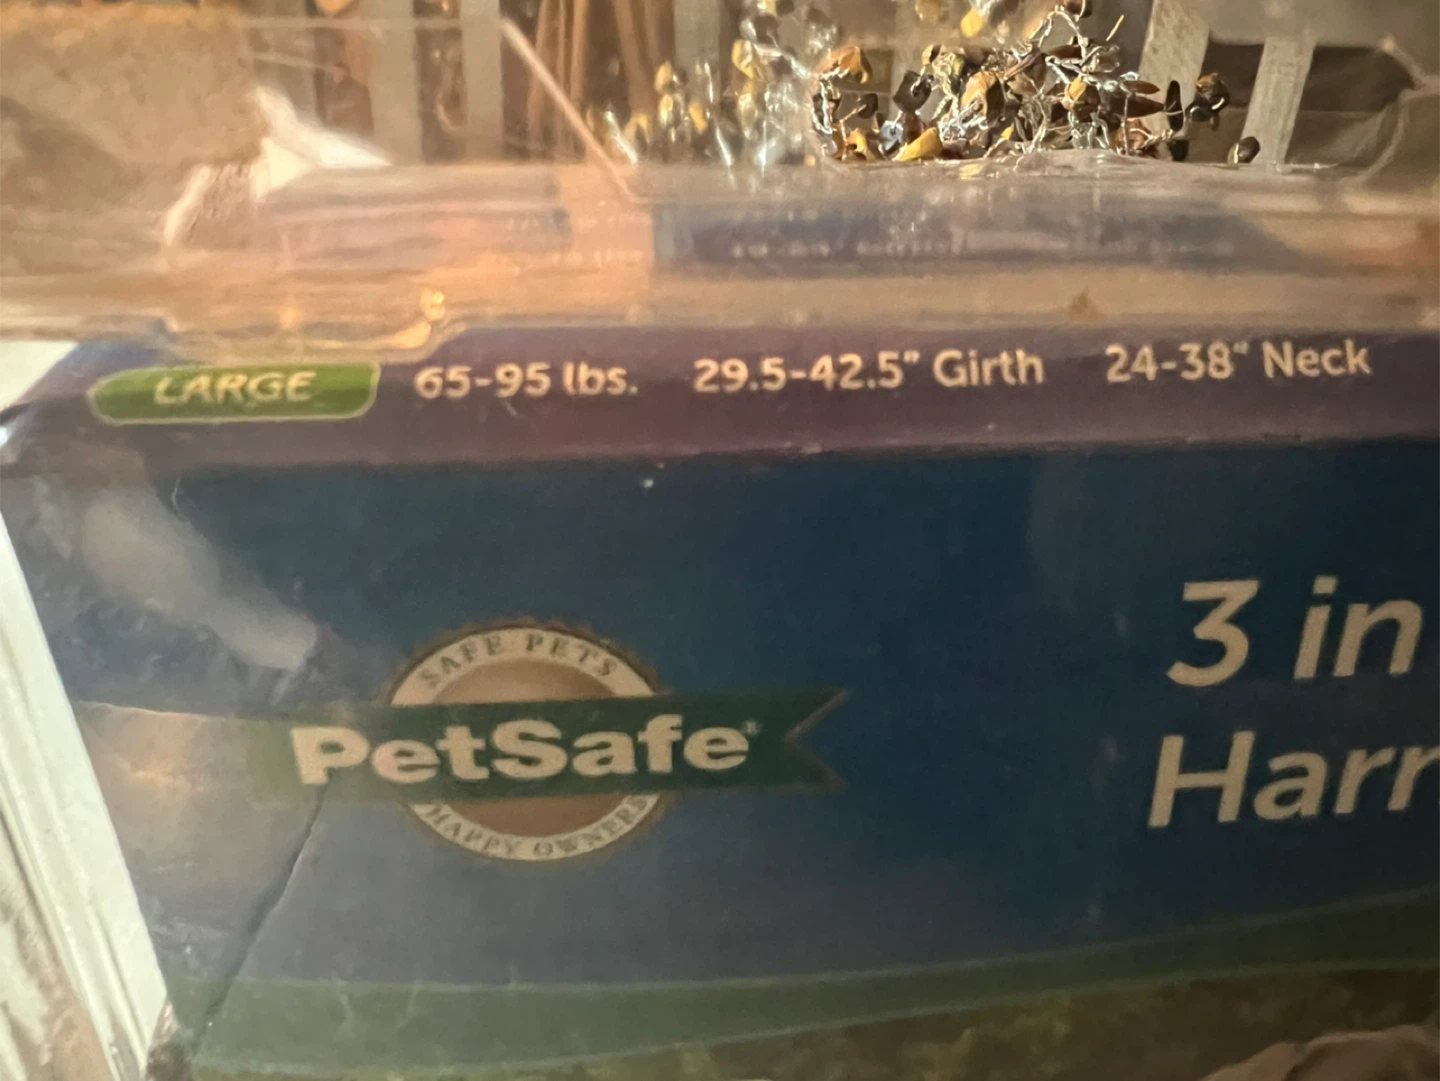 LARGE 65-95 lbs. 29.5-42.5" Girth 24-38" Neck
3 in
Harr
SAFE PETS
PetSafe®
HAPPY OWNERS